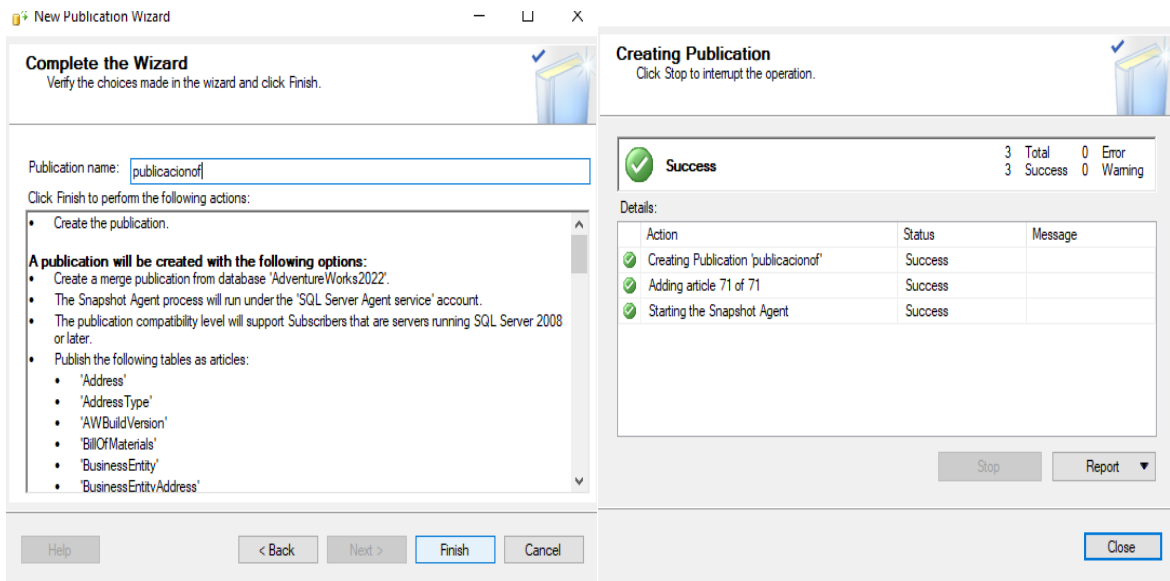 New Publication Wizard
Complete the Wizard
Verify the choices made in the wizard and click Finish.
Publication name: publicacionof
Click Finish to perform the following actions:
• Create the publication.
A publication will be created with the following options:
• Create a merge publication from database 'AdventureWorks2022'.
• The Snapshot Agent process will run under the 'SQL Server Agent service' account.
• The publication compatibility level will support Subscribers that are servers running SQL Server 2008
or later.
• Publish the following tables as articles:
• 'Address'
• 'AddressType'
• 'AWBuildVersion'
• 'BillOfMaterials'
• 'BusinessEntity'
• 'BusinessEntityAddress'
Help < Back Next > Finish Cancel
Creating Publication
Click Stop to interrupt the operation.
Success 3 Total 0 Error
3 Success 0 Warning
Details:
Action Status Message
Creating Publication 'publicacionof' Success
Adding article 71 of 71 Success
Starting the Snapshot Agent Success
Stop Report
Close